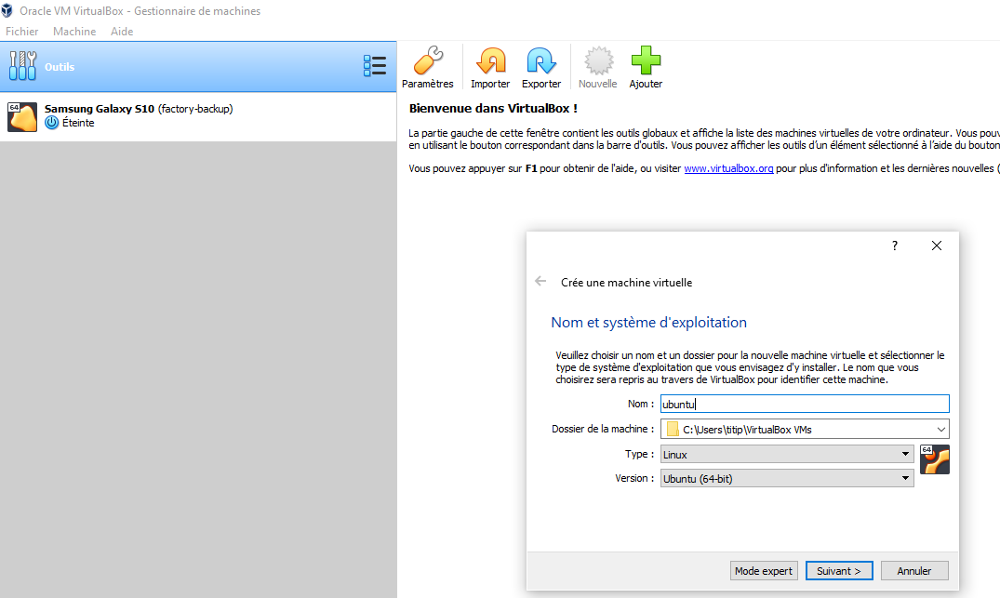 Oracle VM VirtualBox - Gestionnaire de machines
Fichier Machine Aide
Outils
Paramètres Importer Exporter Nouvelle Ajouter
64
Samsung Galaxy S10 (factory-backup)
Éteinte
Bienvenue dans VirtualBox !
La partie gauche de cette fenêtre contient les outils globaux et affiche la liste des machines virtuelles de votre ordinateur. Vous pouv
en utilisant le bouton correspondant dans la barre d'outils. Vous pouvez afficher les outils d'un élément sélectionné à l'aide du bouton
Vous pouvez appuyer sur F1 pour obtenir de l'aide, ou visiter www.virtualbox.org pour plus d'information et les dernières nouvelles (
?
Crée une machine virtuelle
Nom et système d'exploitation
Veuillez choisir un nom et un dossier pour la nouvelle machine virtuelle et sélectionner le
type de système d'exploitation que vous envisagez d'y installer. Le nom que vous
choisirez sera repris au travers de VirtualBox pour identifier cette machine.
Nom : ubuntu
Dossier de la machine : C:\Users\titip\VirtualBox VMs
Type : Linux
64
Version : Ubuntu (64-bit)
Mode expert Suivant > Annuler